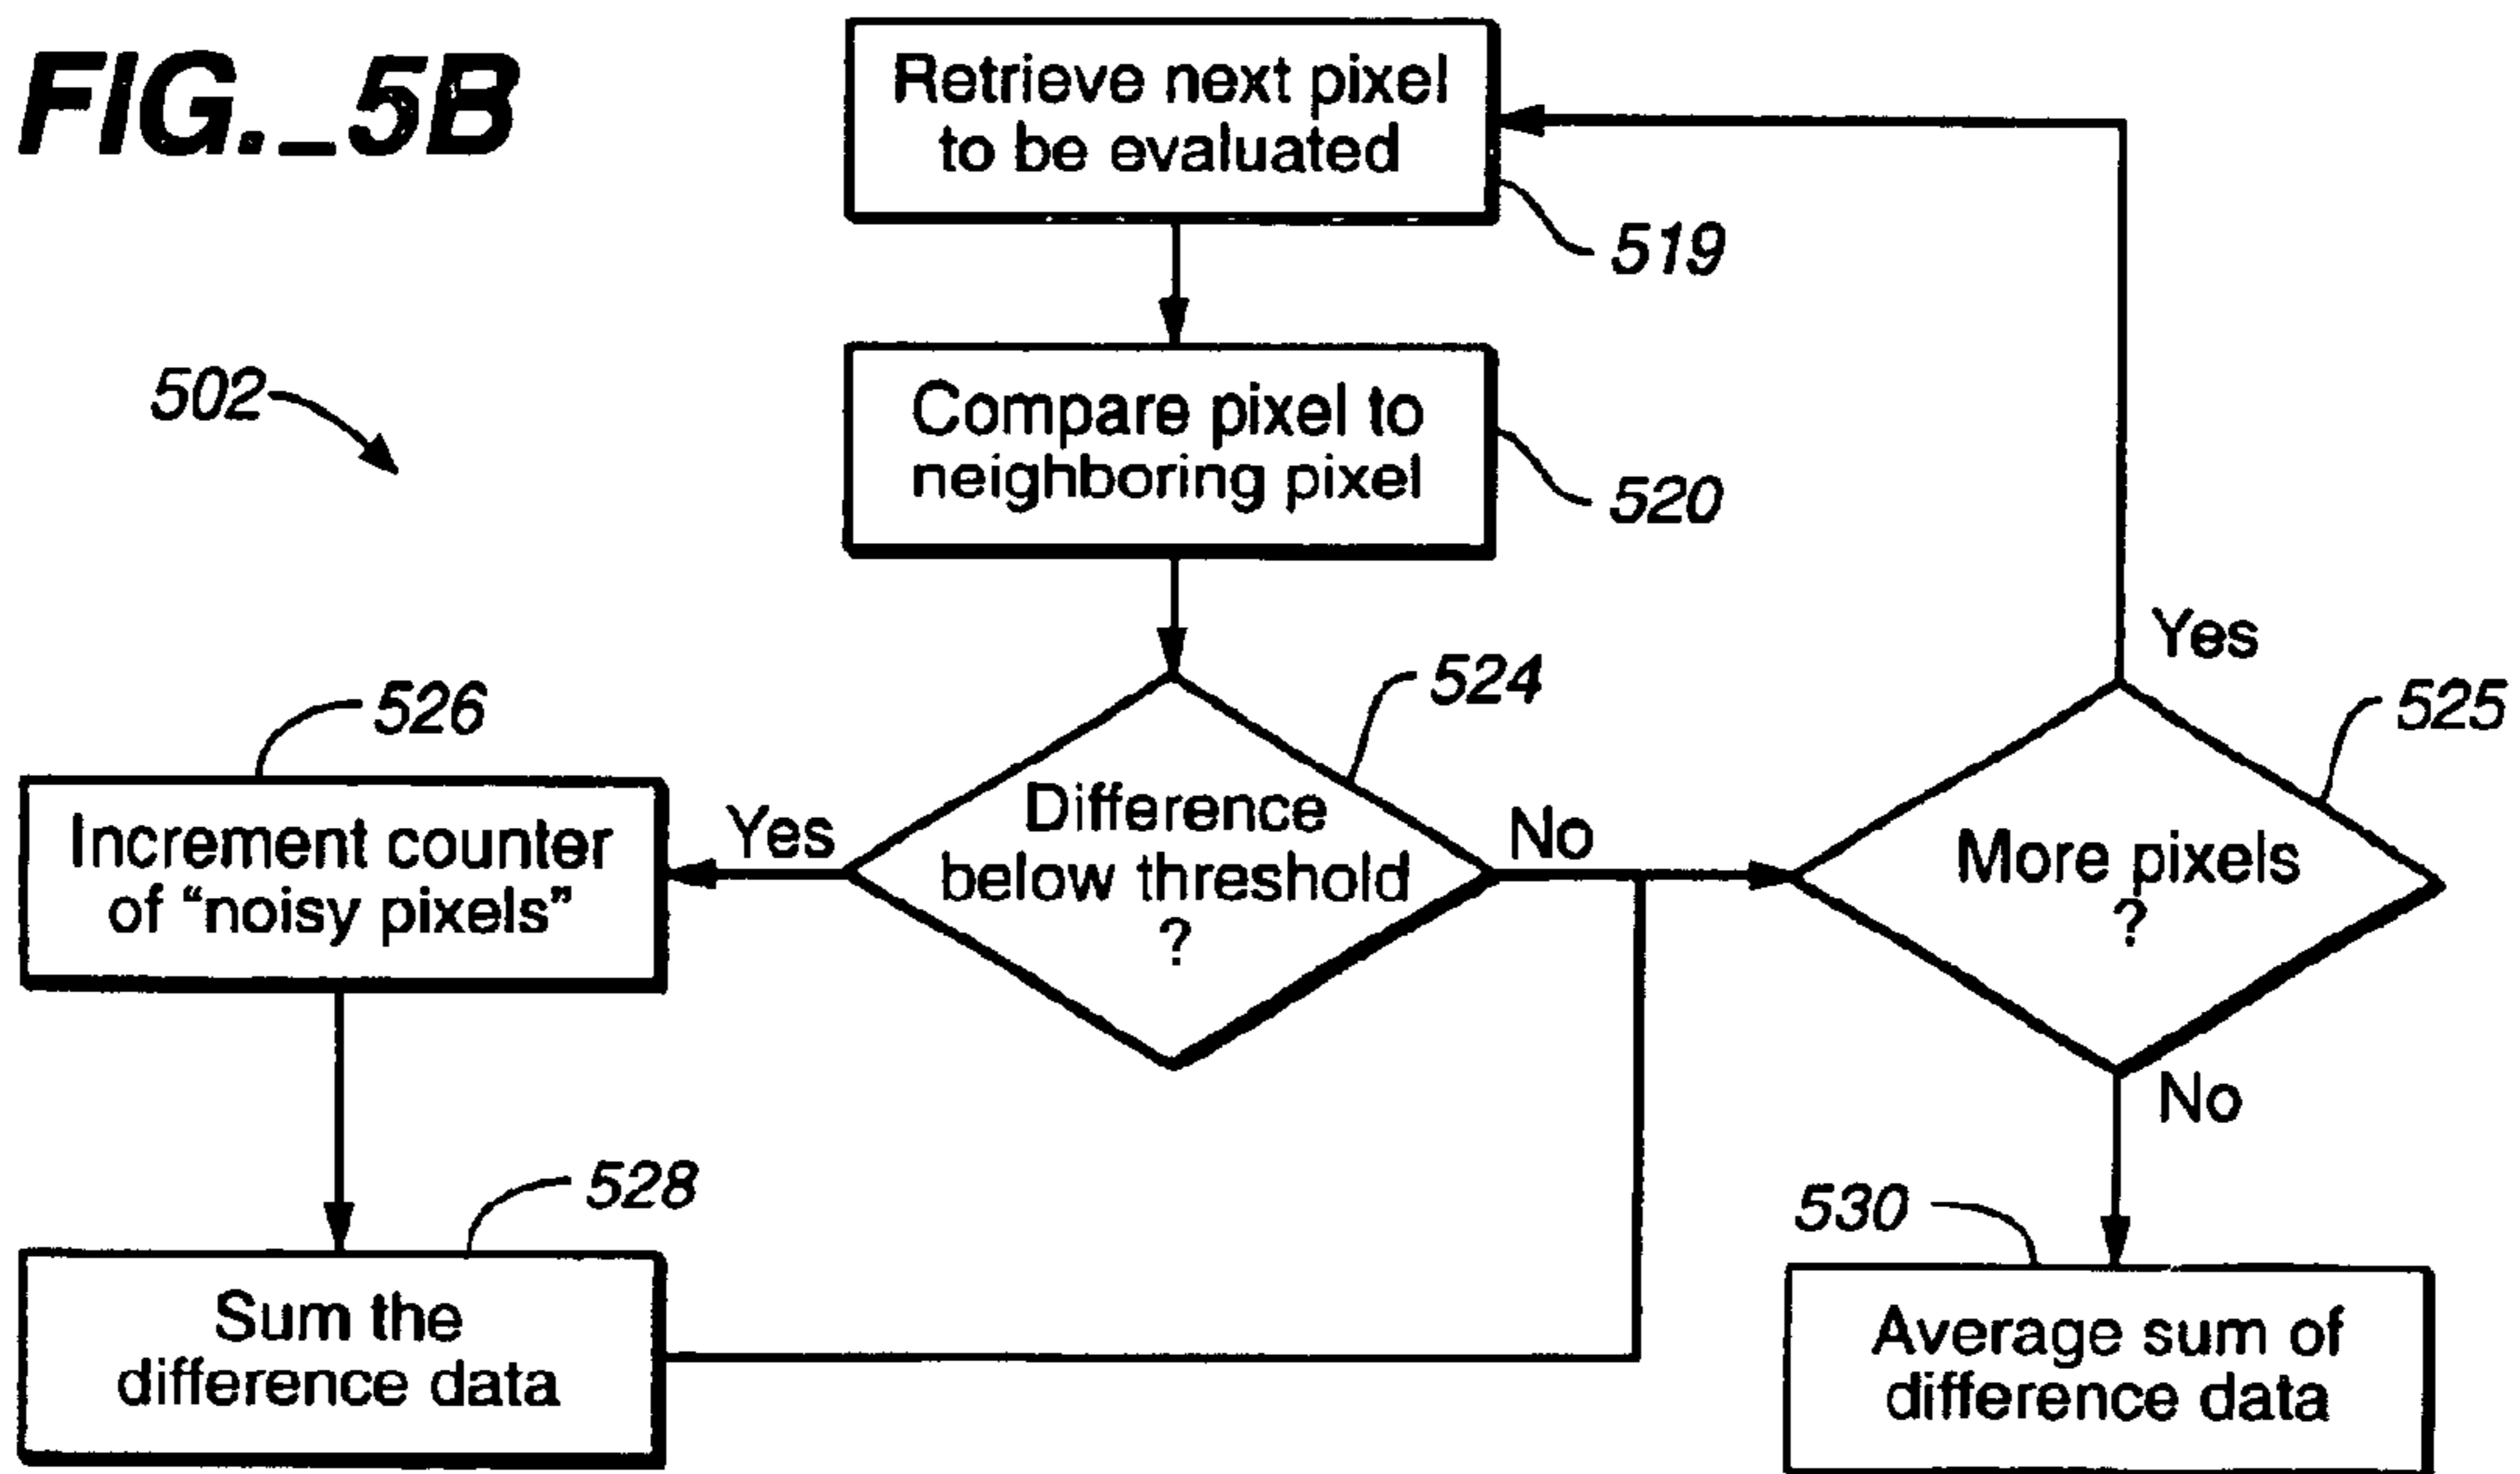 FIG._5B
Retrieve next pixel
to be evaluated
519
502
Compare pixel to
neighboring pixel
520
Yes
524
525
526
Increment counter
of “noisy pixels”
Yes
Difference
below threshold
?
No
More pixels
?
No
528
530
Sum the
difference data
Average sum of
difference data